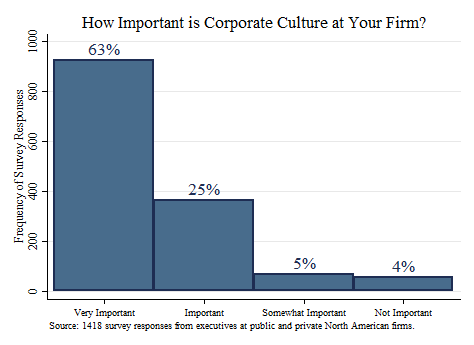 How Important is Corporate Culture at Your Firm?
Frequency of Survey Responses
1000
800
600
400
200
0
63%
25%
5%
4%
Very Important
Important
Somewhat Important
Not Important
Source: 1418 survey responses from executives at public and private North American firms.